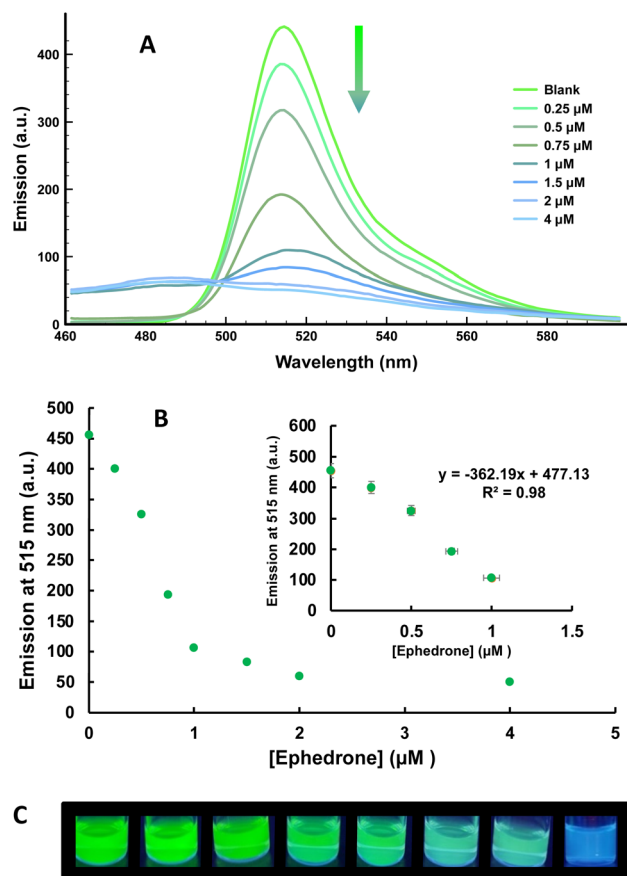 A
400
300
200
100
0
Emission (a.u.)
460 480 500 520 540 560 580
Wavelength (nm)
Blank
0.25 µM
0.5 µM
0.75 µM
1 µM
1.5 µM
2 µM
4 µM
B
500
450
400
350
300
250
200
150
100
50
0
Emission at 515 nm (a.u.)
0 1 2 3 4 5
[Ephedrone] (µM )
600
500
400
300
200
100
0
Emission at 515 nm (a.u.)
y = -362.19x + 477.13
R² = 0.98
0 0.5 1 1.5
[Ephedrone] (µM )
C